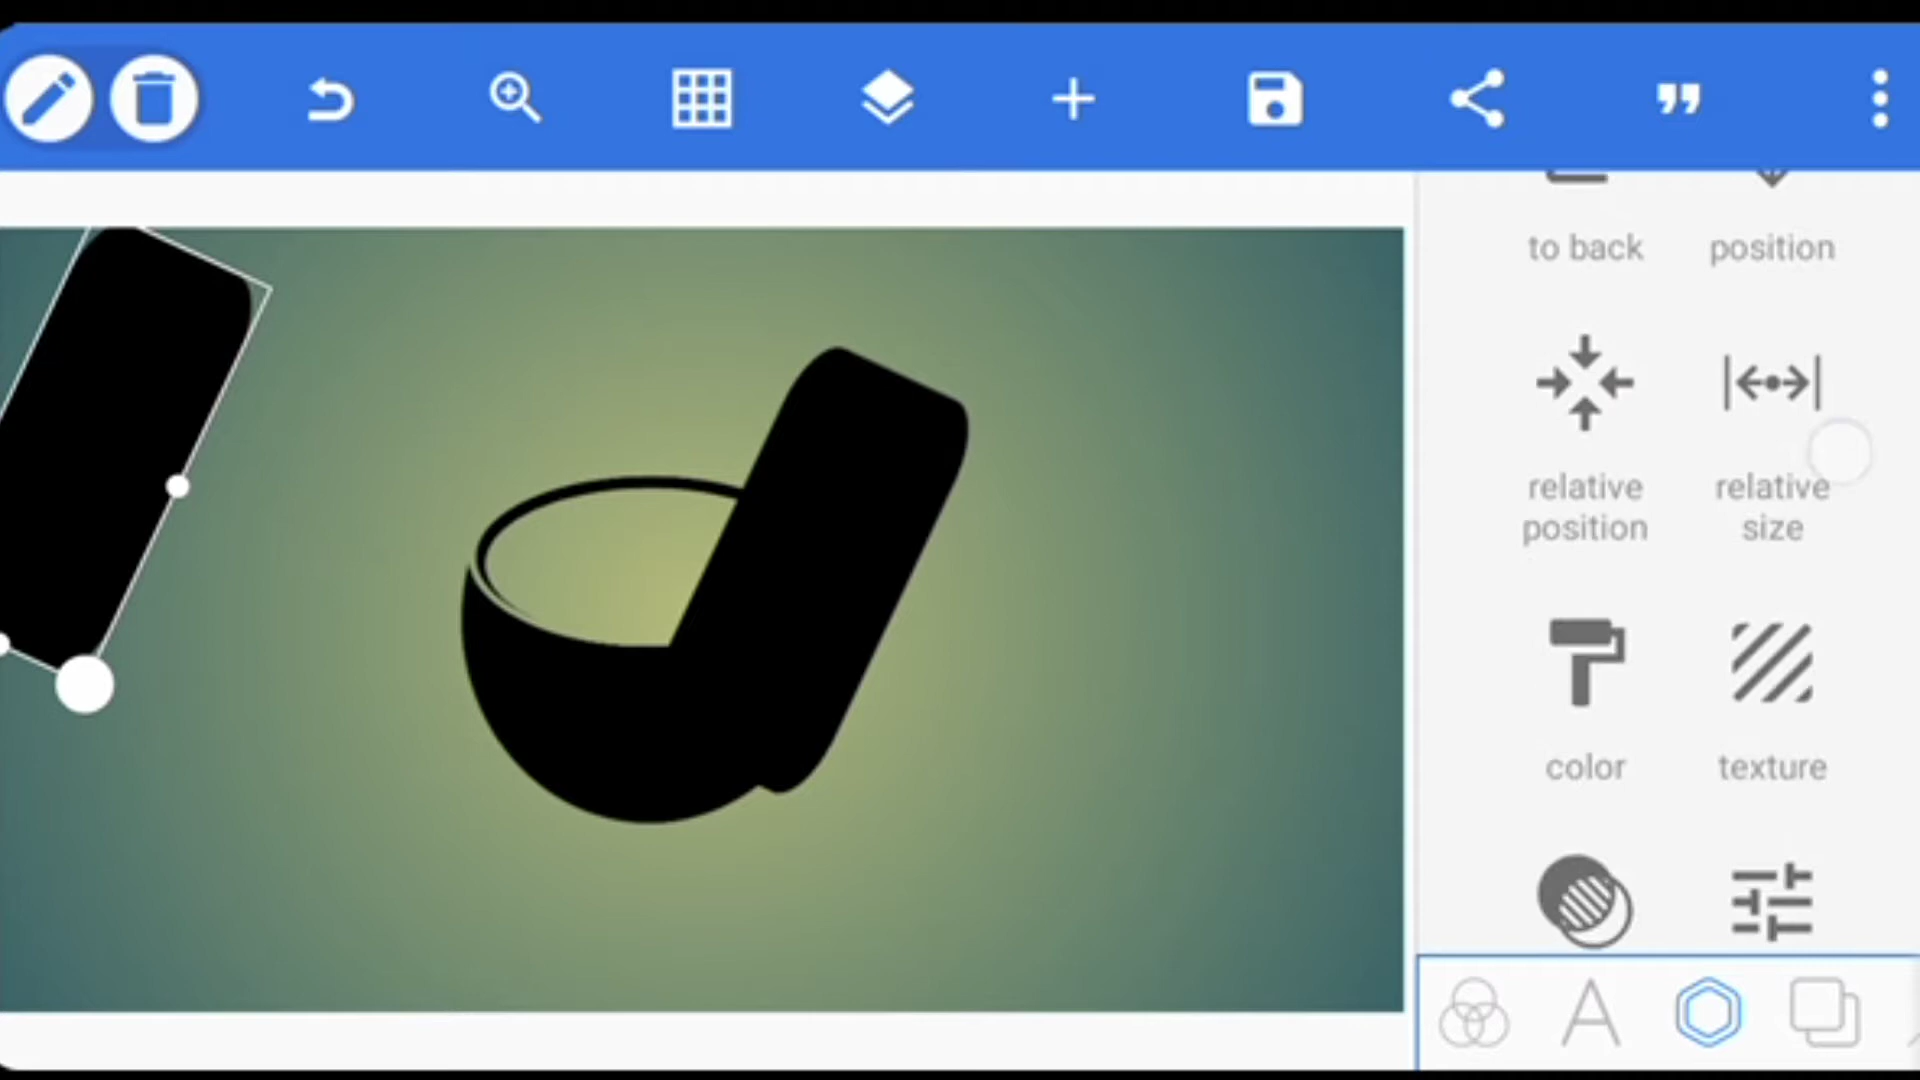 to back
position
relative
position
relative
size
color
texture